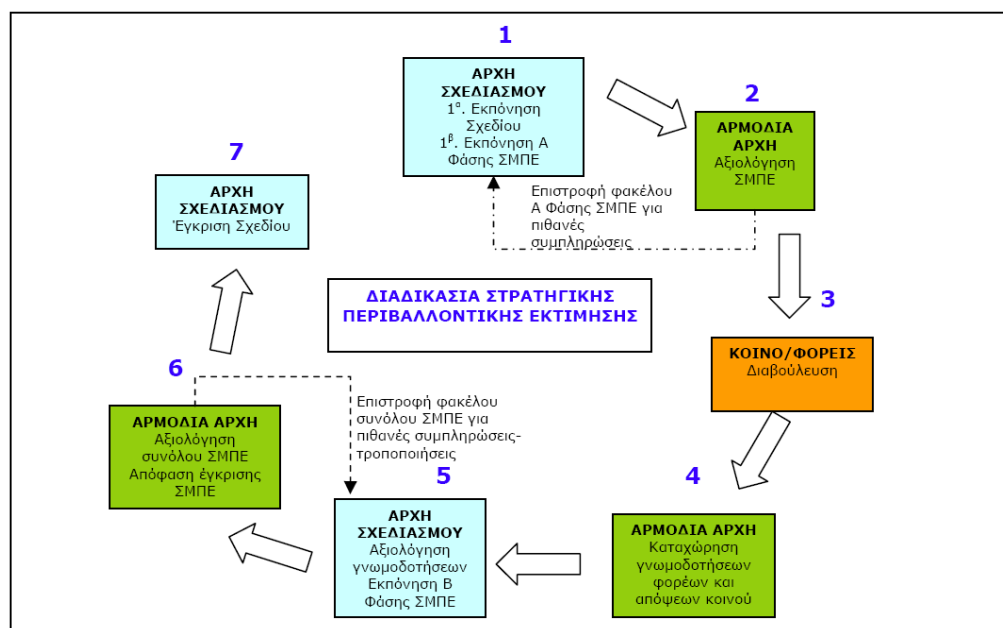 1
ΑΡΧΗ
ΣΧΕΔΙΑΣΜΟΥ
1α. Εκπόνηση
Σχεδίου
1β. Εκπόνηση Α
Φάσης ΣΜΠΕ
2
ΑΡΜΟΔΙΑ
ΑΡΧΗ
Αξιολόγηση
ΣΜΠΕ
Επιστροφή φακέλου
Α Φάσης ΣΜΠΕ για
πιθανές
συμπληρώσεις
3
ΚΟΙΝΟ/ΦΟΡΕΙΣ
Διαβούλευση
4
ΑΡΜΟΔΙΑ ΑΡΧΗ
Καταχώρηση
γνωμοδοτήσεων
φορέων και
απόψεων κοινού
5
ΑΡΧΗ
ΣΧΕΔΙΑΣΜΟΥ
Αξιολόγηση
γνωμοδοτήσεων
Εκπόνηση Β
Φάσης ΣΜΠΕ
6
ΑΡΜΟΔΙΑ ΑΡΧΗ
Αξιολόγηση
συνόλου ΣΜΠΕ
Απόφαση έγκρισης
ΣΜΠΕ
Επιστροφή φακέλου
συνόλου ΣΜΠΕ για
πιθανές συμπληρώσεις-
τροποποιήσεις
7
ΑΡΧΗ
ΣΧΕΔΙΑΣΜΟΥ
Έγκριση Σχεδίου
ΔΙΑΔΙΚΑΣΙΑ ΣΤΡΑΤΗΓΙΚΗΣ
ΠΕΡΙΒΑΛΛΟΝΤΙΚΗΣ ΕΚΤΙΜΗΣΗΣ